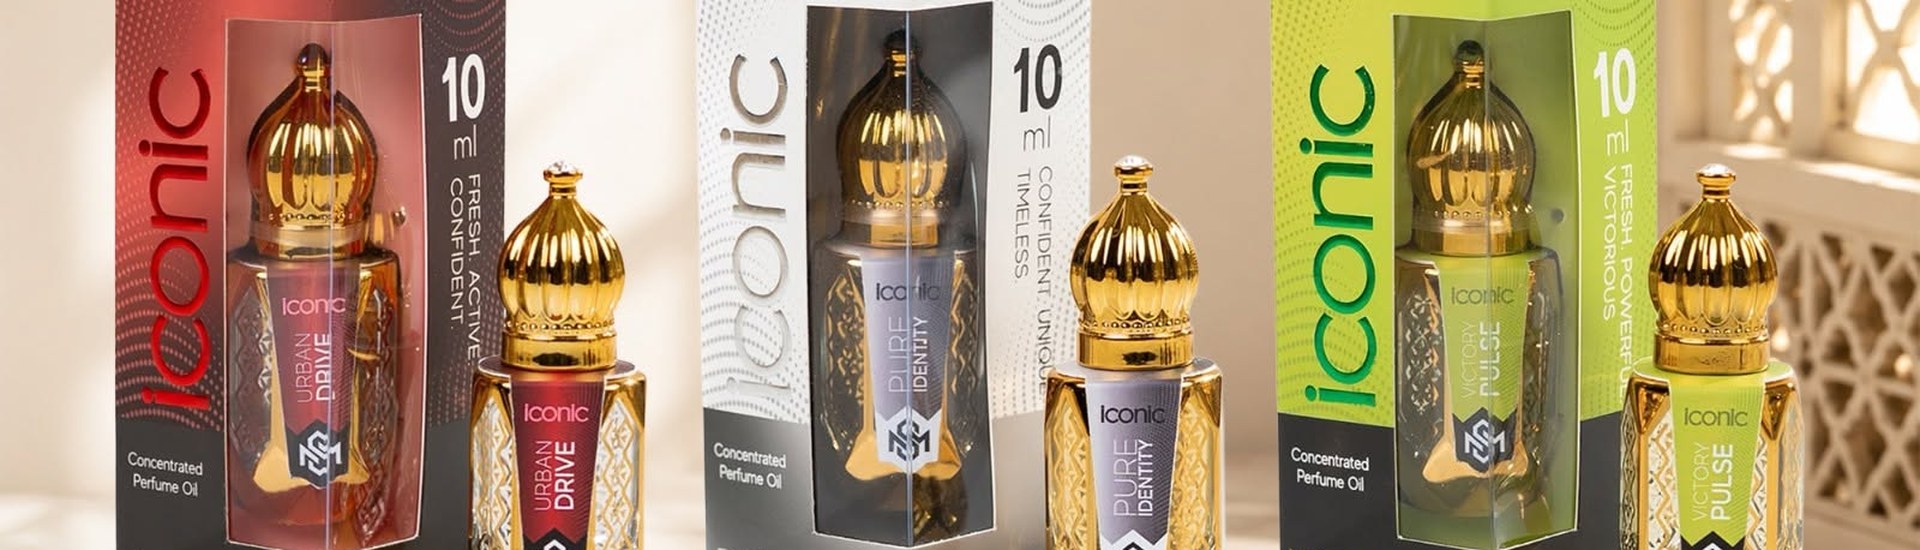 iconic
10
ml
FRESH. ACTIVE
CONFIDENT.
Concentrated
Perfume Oil
iconic
URBAN
DRIVE
iconic
URBAN
DRIVE
iconic
10
ml
CONFIDENT. UNIQUE
TIMELESS.
Concentrated
Perfume Oil
iconic
PURE
IDENTITY
iconic
PURE
IDENTITY
iconic
10
ml
FRESH. POWERFUL
VICTORIOUS
Concentrated
Perfume Oil
iconic
VICTORY
PULSE
iconic
VICTORY
PULSE